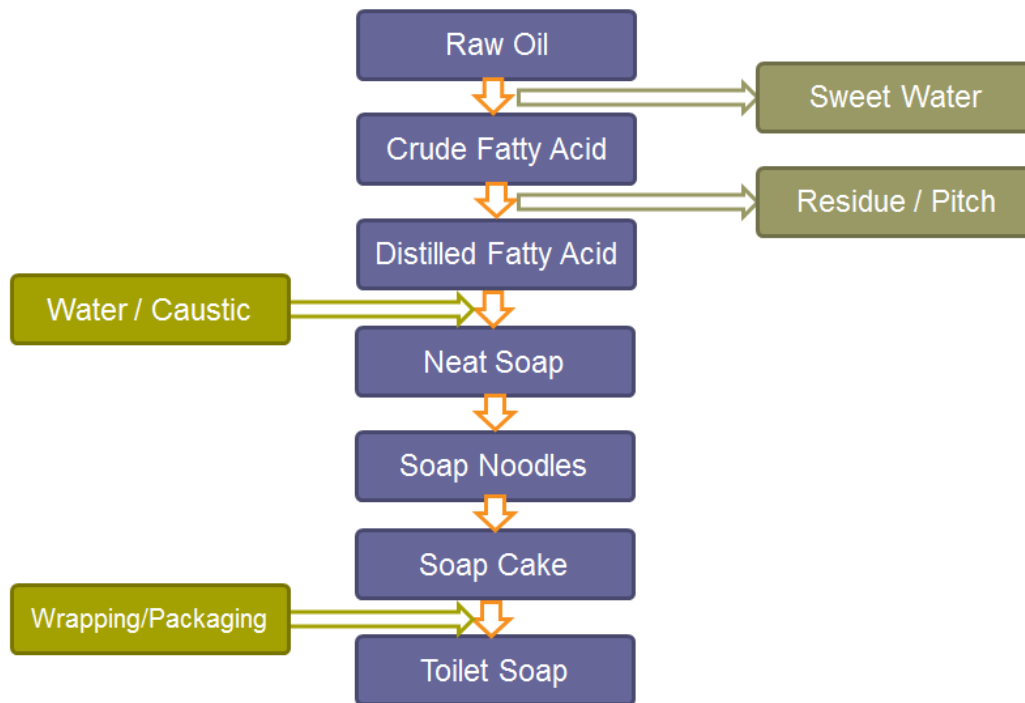 Raw Oil
Sweet Water
Crude Fatty Acid
Residue / Pitch
Distilled Fatty Acid
Water / Caustic
Neat Soap
Soap Noodles
Soap Cake
Wrapping/Packaging
Toilet Soap